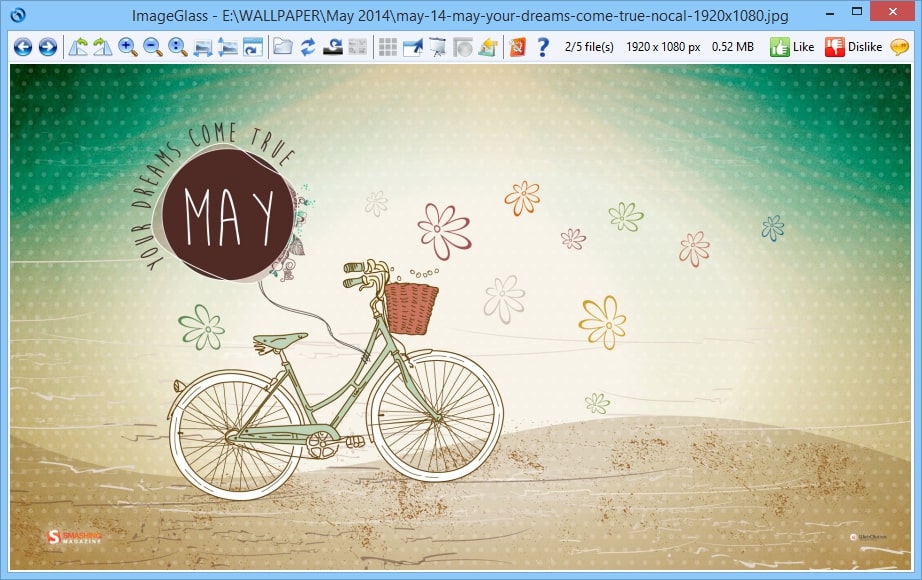 ImageGlass - E:\WALLPAPER\May 2014\may-14-may-your-dreams-come-true-nocal-1920x1080.jpg
2/5 file(s) 1920 x 1080 px 0.52 MB Like Dislike
YOUR DREAMS COME TRUE
MAY
SMASHING
MAGAZINE